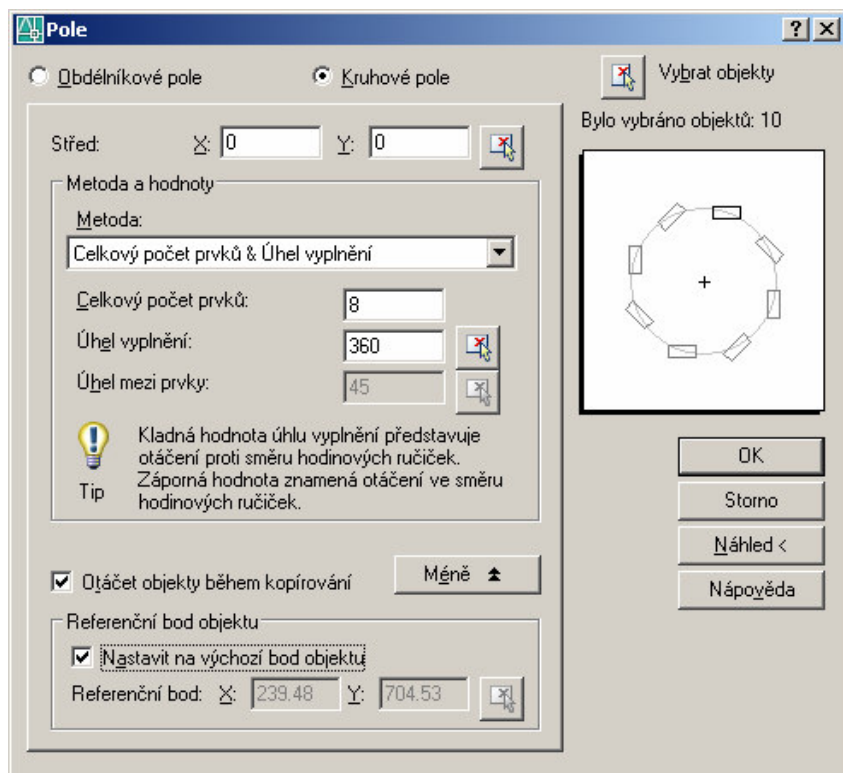 Pole
Obdélníkové pole
Kruhové pole
Vybrat objekty
Bylo vybráno objektů: 10
Střed: X: 0 Y: 0
Metoda a hodnoty
Metoda:
Celkový počet prvků & Úhel vyplnění
Celkový počet prvků: 8
Úhel vyplnění: 360
Úhel mezi prvky: 45
Tip
Kladná hodnota úhlu vyplnění představuje
otáčení proti směru hodinových ručiček.
Záporná hodnota znamená otáčení ve směru
hodinových ručiček.
OK
Storno
Náhled <
Nápověda
Otáčet objekty během kopírování
Méně
Referenční bod objektu
Nastavit na výchozí bod objektu
Referenční bod: X: 239.48 Y: 704.53